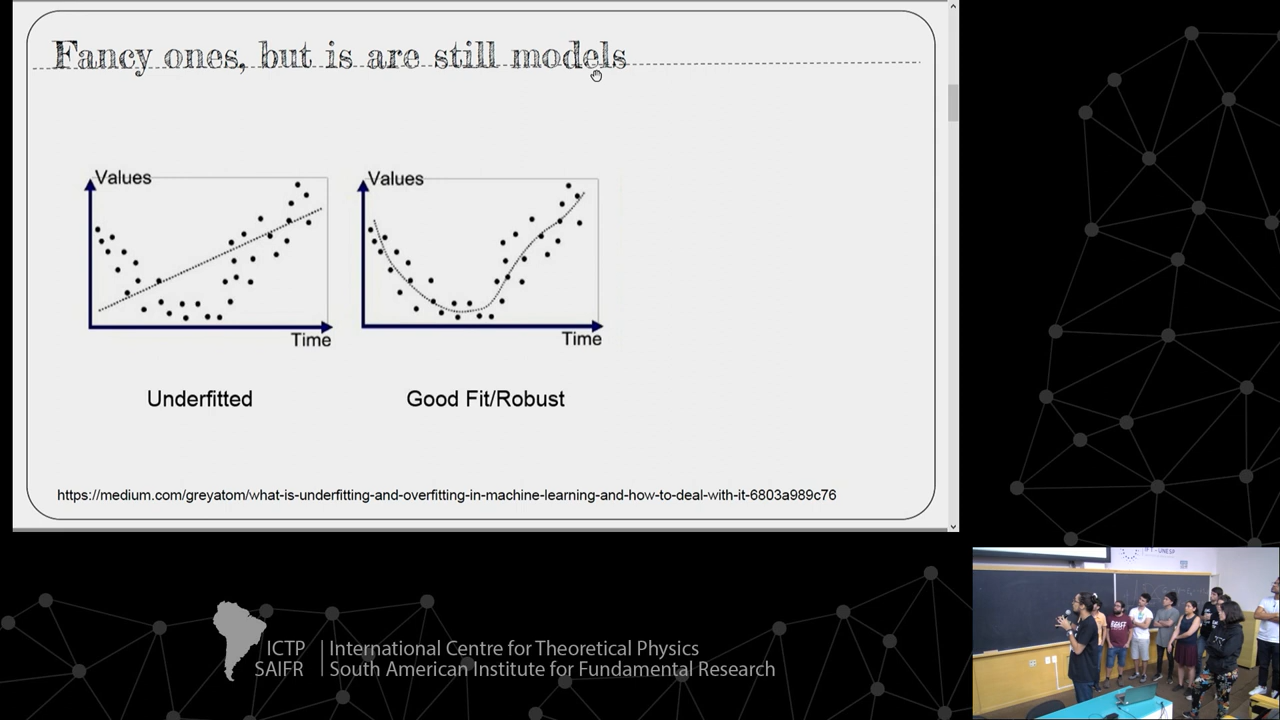 Fancy ones, but is are still models
Values
Time
Values
Time
Underfitted
Good Fit/Robust
https://medium.com/greyatom/what-is-underfitting-and-overfitting-in-machine-learning-and-how-to-deal-with-it-6803a989c76
ICTP
SAIFR
International Centre for Theoretical Physics
South American Institute for Fundamental Research